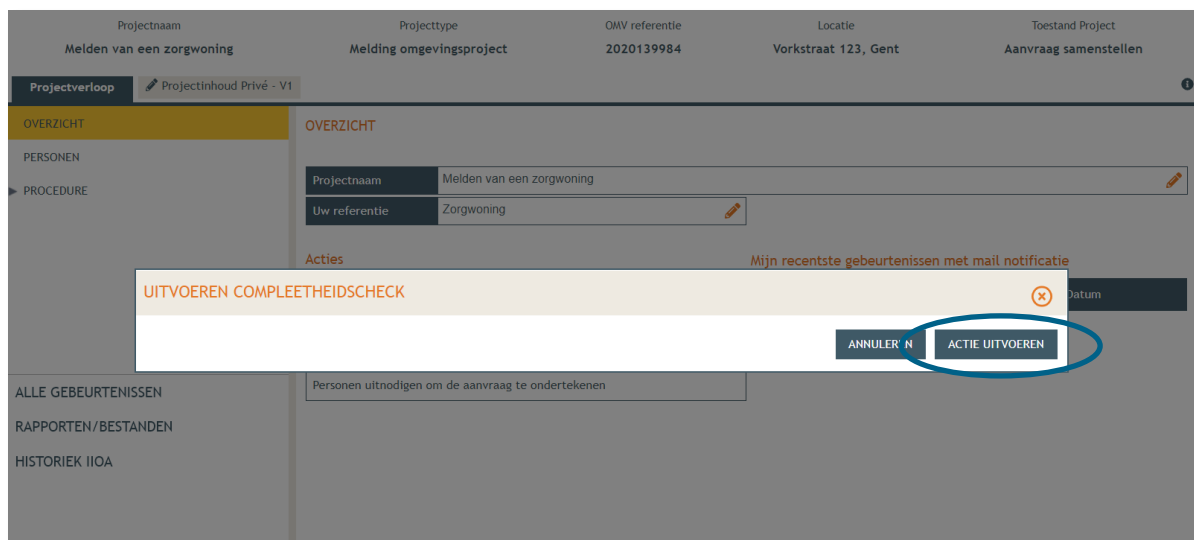 Projectnaam Projecttype OMV referentie Locatie Toestand Project
Melden van een zorgwoning Melding omgevingsproject 2020139984 Vorkstraat 123, Gent Aanvraag samenstellen
Projectverloop Projectinhoud Privé - V1
OVERZICHT
PERSONEN
PROCEDURE
ALLE GEBEURTENISSEN
RAPPORTEN/BESTANDEN
HISTORIEK IIOA
OVERZICHT
Projectnaam Melden van een zorgwoning
Uw referentie Zorgwoning
Acties
Mijn recentste gebeurtenissen met mail notificatie
Datum
UITVOEREN COMPLEETHEIDSCHECK
ANNULEREN ACTIE UITVOEREN
Personen uitnodigen om de aanvraag te ondertekenen